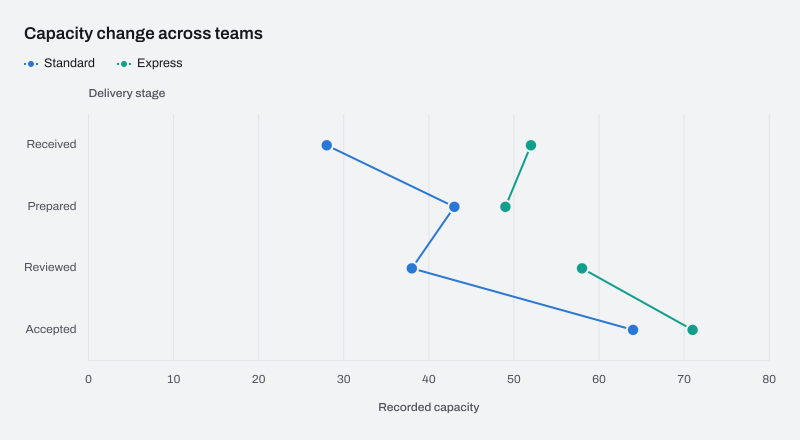 Capacity change across teams
Standard Express
Delivery stage
Received
Prepared
Reviewed
Accepted
0 10 20 30 40 50 60 70 80
Recorded capacity